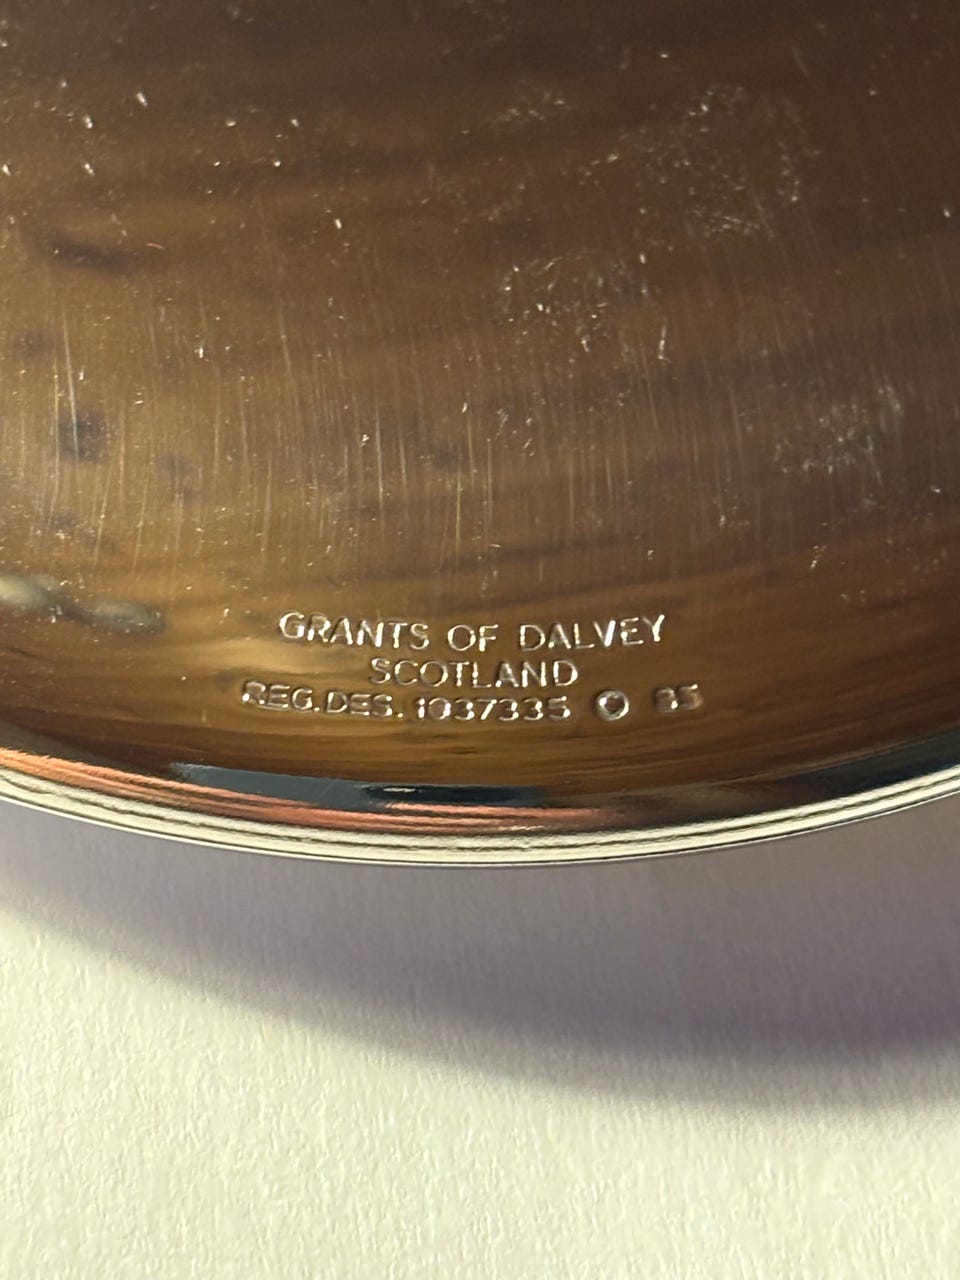 GRANTS OF DALVEY
SCOTLAND
REG.DES. 1037335 © 85